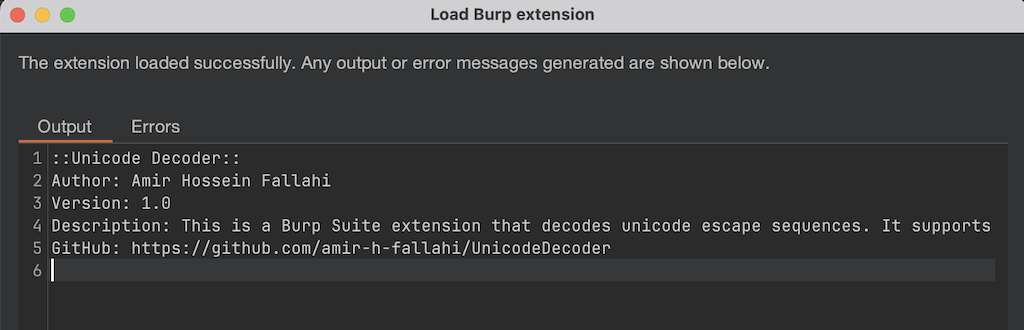 Load Burp extension
The extension loaded successfully. Any output or error messages generated are shown below.
Output Errors
1 ::Unicode Decoder::
2 Author: Amir Hossein Fallahi
3 Version: 1.0
4 Description: This is a Burp Suite extension that decodes unicode escape sequences. It supports
5 GitHub: https://github.com/amir-h-fallahi/UnicodeDecoder
6